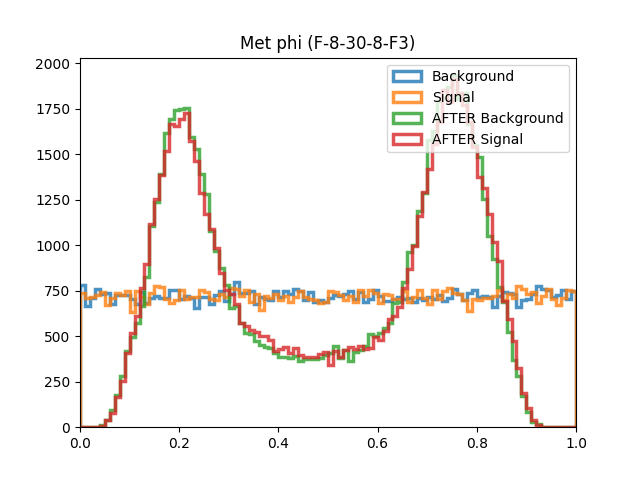 Met phi (F-8-30-8-F3)
2000
1750
1500
1250
1000
750
500
250
0
0.0 0.2 0.4 0.6 0.8 1.0
Background
Signal
AFTER Background
AFTER Signal